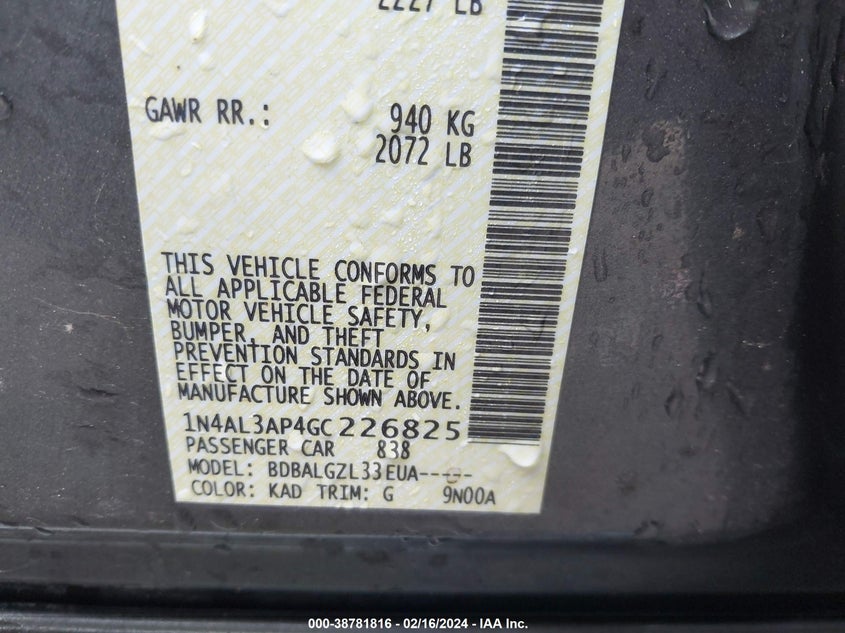 2227 LB
GAWR RR.: 940 KG
2072 LB
THIS VEHICLE CONFORMS TO
ALL APPLICABLE FEDERAL
MOTOR VEHICLE SAFETY,
BUMPER, AND THEFT
PREVENTION STANDARDS IN
EFFECT ON THE DATE OF
MANUFACTURE SHOWN ABOVE.
1N4AL3AP4GC226825
PASSENGER CAR 838
MODEL: BDBALGZL33EUA-----
COLOR: KAD TRIM: G 9N00A
000-38781816 - 02/16/2024 - IAA Inc.